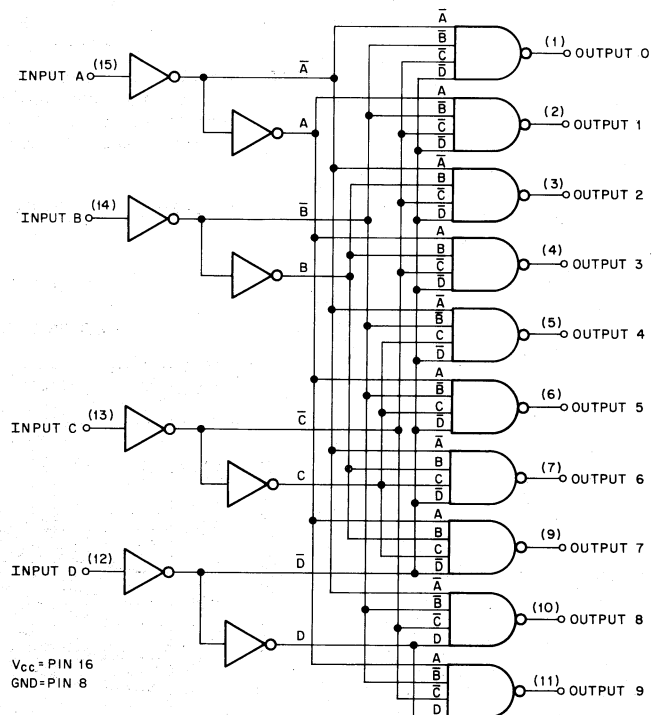 A̅
B̅
C̅
D̅
(1)
OUTPUT 0
INPUT A
(15)
A̅
A
A
B̅
C̅
D̅
(2)
OUTPUT 1
A̅
B
C̅
D̅
(3)
OUTPUT 2
INPUT B
(14)
B̅
B
A
B
C̅
D̅
(4)
OUTPUT 3
A̅
B̅
C
D̅
(5)
OUTPUT 4
A
B̅
C
D̅
(6)
OUTPUT 5
INPUT C
(13)
C̅
C
A̅
B
C
D̅
(7)
OUTPUT 6
A
B
C
D̅
(9)
OUTPUT 7
INPUT D
(12)
D̅
D
A̅
B̅
C̅
D
(10)
OUTPUT 8
A
B̅
C̅
D
(11)
OUTPUT 9
VCC = PIN 16
GND=PIN 8